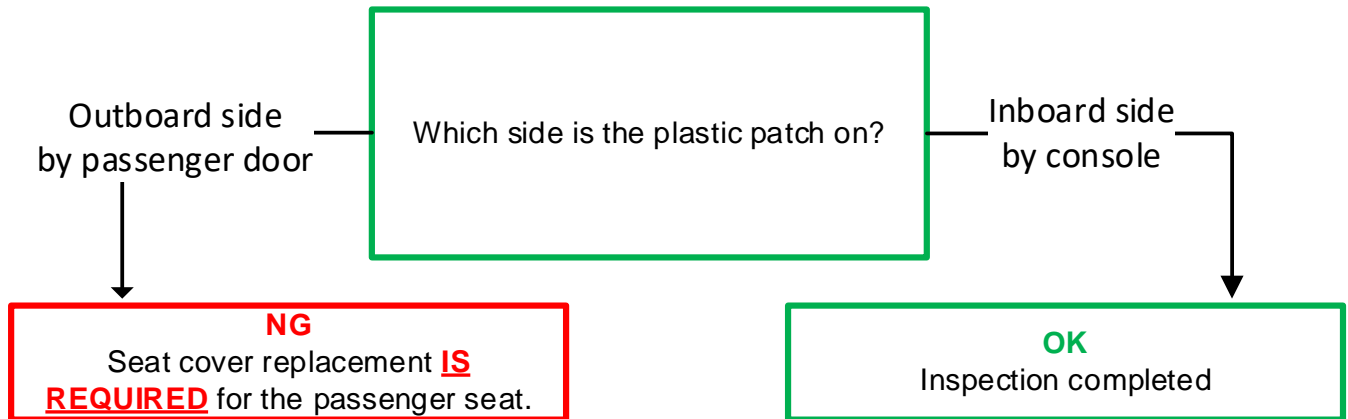 Which side is the plastic patch on?
Outboard side
by passenger door
Inboard side
by console
NG
Seat cover replacement IS
REQUIRED for the passenger seat.
OK
Inspection completed